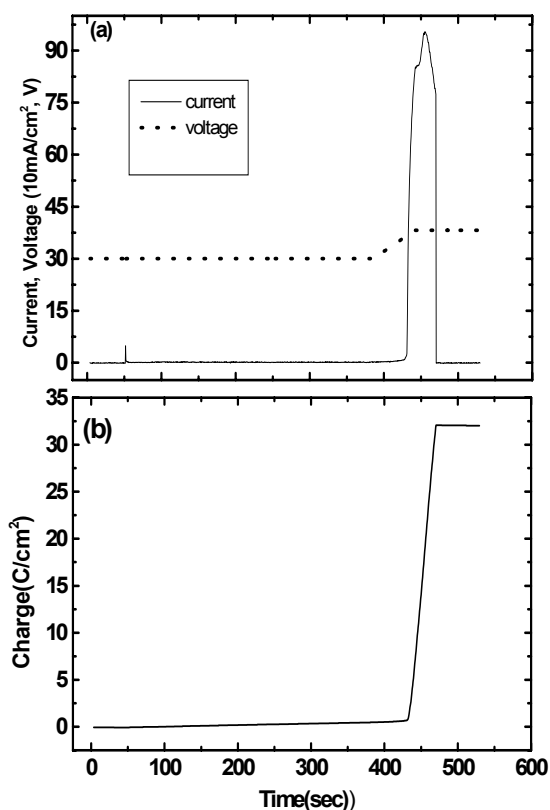 (a)
90
75
60
45
30
15
0
Current, Voltage (10mA/cm², V)
current
voltage
(b)
35
30
25
20
15
10
5
0
Charge(C/cm²)
0 100 200 300 400 500 600
Time(sec))